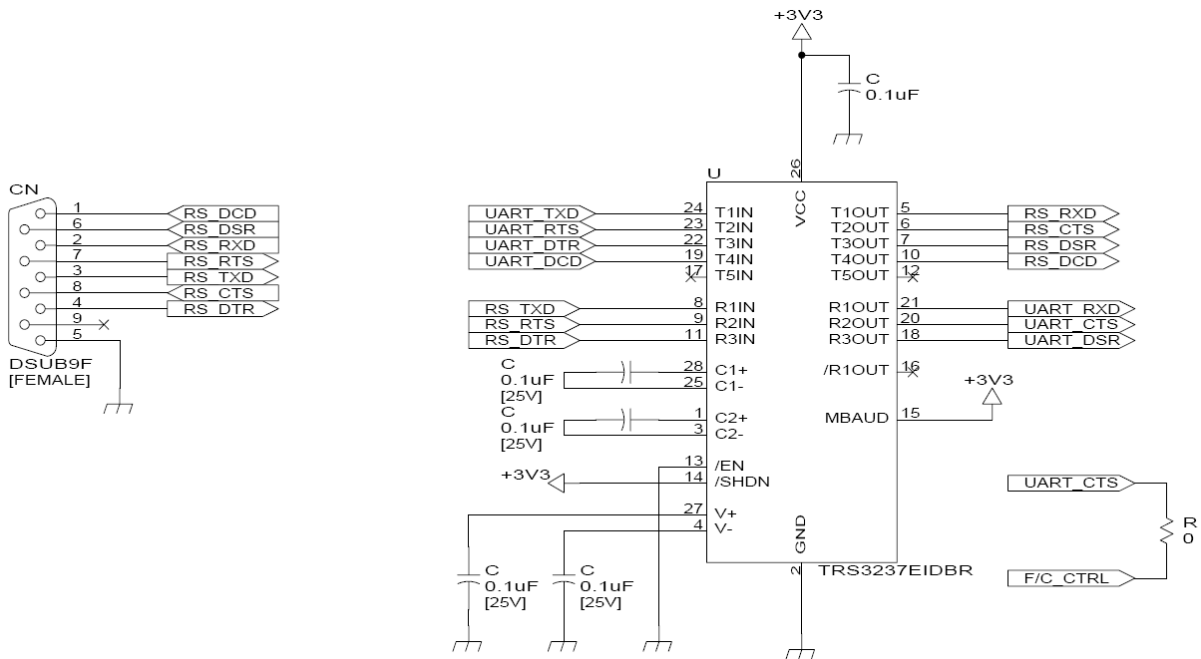 +3V3
C
0.1uF
CN
1 RS_DCD
6 RS_DSR
2 RS_RXD
7 RS_RTS
3 RS_TXD
8 RS_CTS
4 RS_DTR
9
5
DSUB9F
[FEMALE]
U
26
VCC
UART_TXD 24 T1IN T1OUT 5 RS_RXD
UART_RTS 23 T2IN T2OUT 6 RS_CTS
UART_DTR 22 T3IN T3OUT 7 RS_DSR
UART_DCD 19 T4IN T4OUT 10 RS_DCD
17 T5IN T5OUT 12
RS_TXD 8 R1IN R1OUT 21 UART_RXD
RS_RTS 9 R2IN R2OUT 20 UART_CTS
RS_DTR 11 R3IN R3OUT 18 UART_DSR
C
0.1uF
[25V]
28 C1+ /R1OUT 16
25 C1-
+3V3
C
0.1uF
[25V]
1 C2+ MBAUD 15
3 C2-
13 /EN
+3V3 14 /SHDN
UART_CTS
27 V+
4 V-
R
0
GND
2
TRS3237EIDBR
F/C_CTRL
C
0.1uF
[25V]
C
0.1uF
[25V]